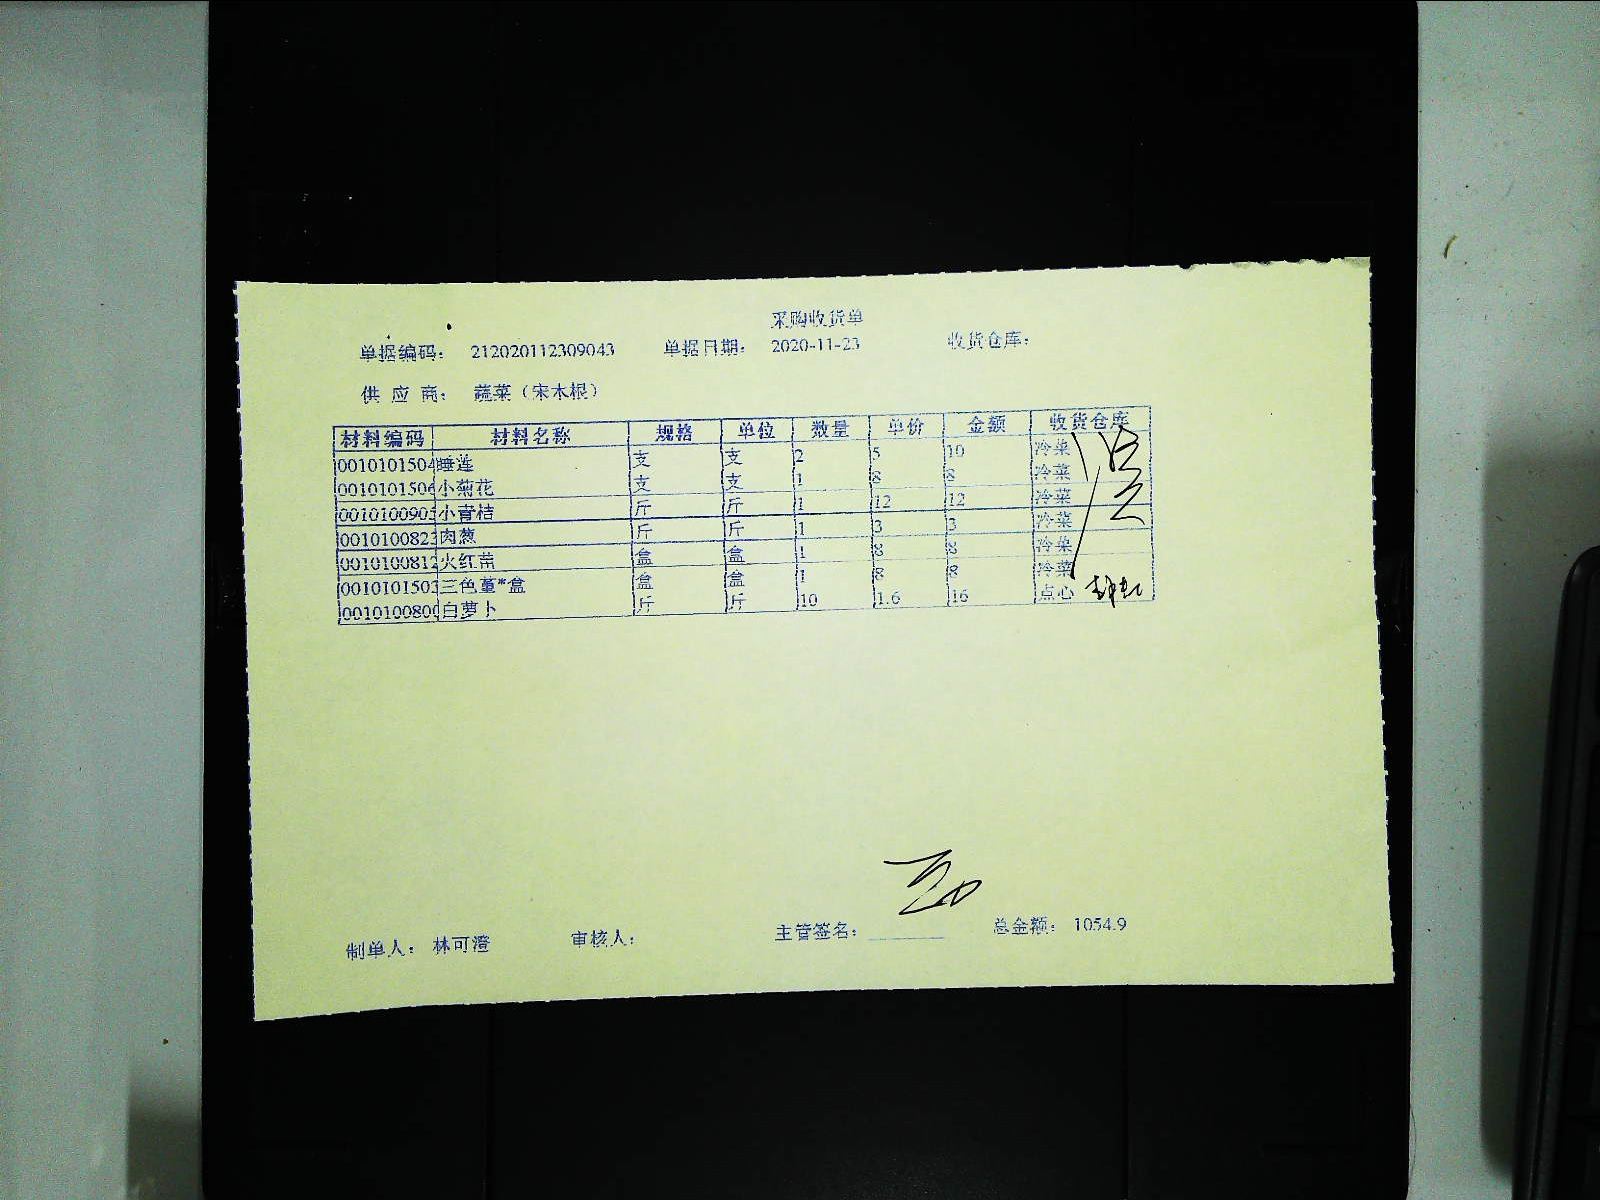 采购收货单
单据编码： 212020112309043 单据日期： 2020-11-23 收货仓库：
供 应 商： 蔬菜（宋木根）
材料编码 材料名称 规格 单位 数量 单价 金额 收货仓库
0010101504 睡莲 支 支 2 5 10 冷菜
0010101506 小菊花 支 支 1 8 8 冷菜
0010100905 小青桔 斤 斤 1 12 12 冷菜
0010100823 肉葱 斤 斤 1 3 3 冷菜
0010100812 火红苗 盒 盒 1 8 8 冷菜
0010101503 三色堇*盒 盒 盒 1 8 8 冷菜
0010100800 白萝卜 斤 斤 10 1.6 16 点心
制单人： 林可澄 审核人： 主管签名： 总金额： 1054.9